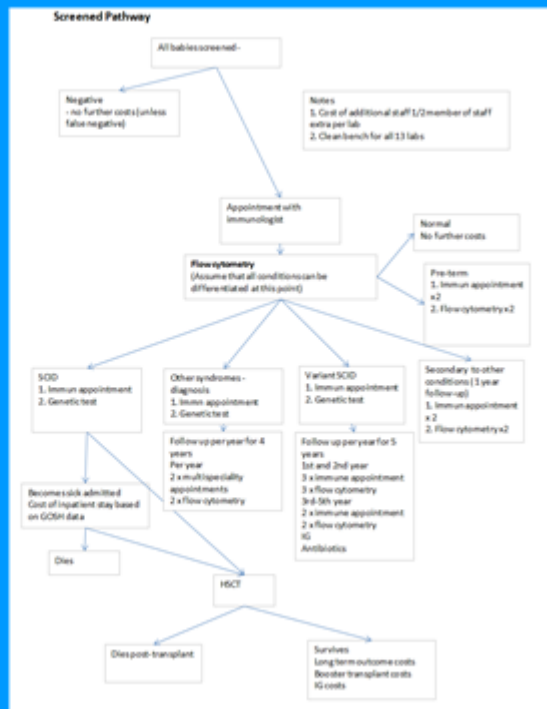 Screened Pathway
All babies screened-
Negative
- no further costs (unless
false negative)
Notes
1. Cost of additional staff 1/2 member of staff
extra per lab
2. Clean bench for all 13 labs
Appointment with
immunologist
Normal
No further costs
Flow cytometry
(Assume that all conditions can be
differentiated at this point)
Pre-term
1. Immun appointment
x2
2. Flow cytometry x2
SCID
1. Immun appointment
2. Genetic test
Other syndromes -
diagnosis
1. Immn appointment
2. Genetic test
Variant SCID
1. Immun appointment
2. Genetic test
Secondary to other
conditions (1 year
follow-up)
1. Immun appointment
x 2
2. Flow cytometry x2
Follow up per year for 4
years
Per year
2 x multispeciality
appointments
2 x flow cytometry
Follow up per year for 5
years
1st and 2nd year
3 x immune appointment
3 x flow cytometry
3rd-5th year
2 x immune appointment
2 x flow cytometry
IG
Antibiotics
Becomes sick admitted
Cost of inpatient stay based
on GOSH data
Dies
HSCT
Dies post-transplant
Survives
Long term outcome costs
Booster transplant costs
IG costs